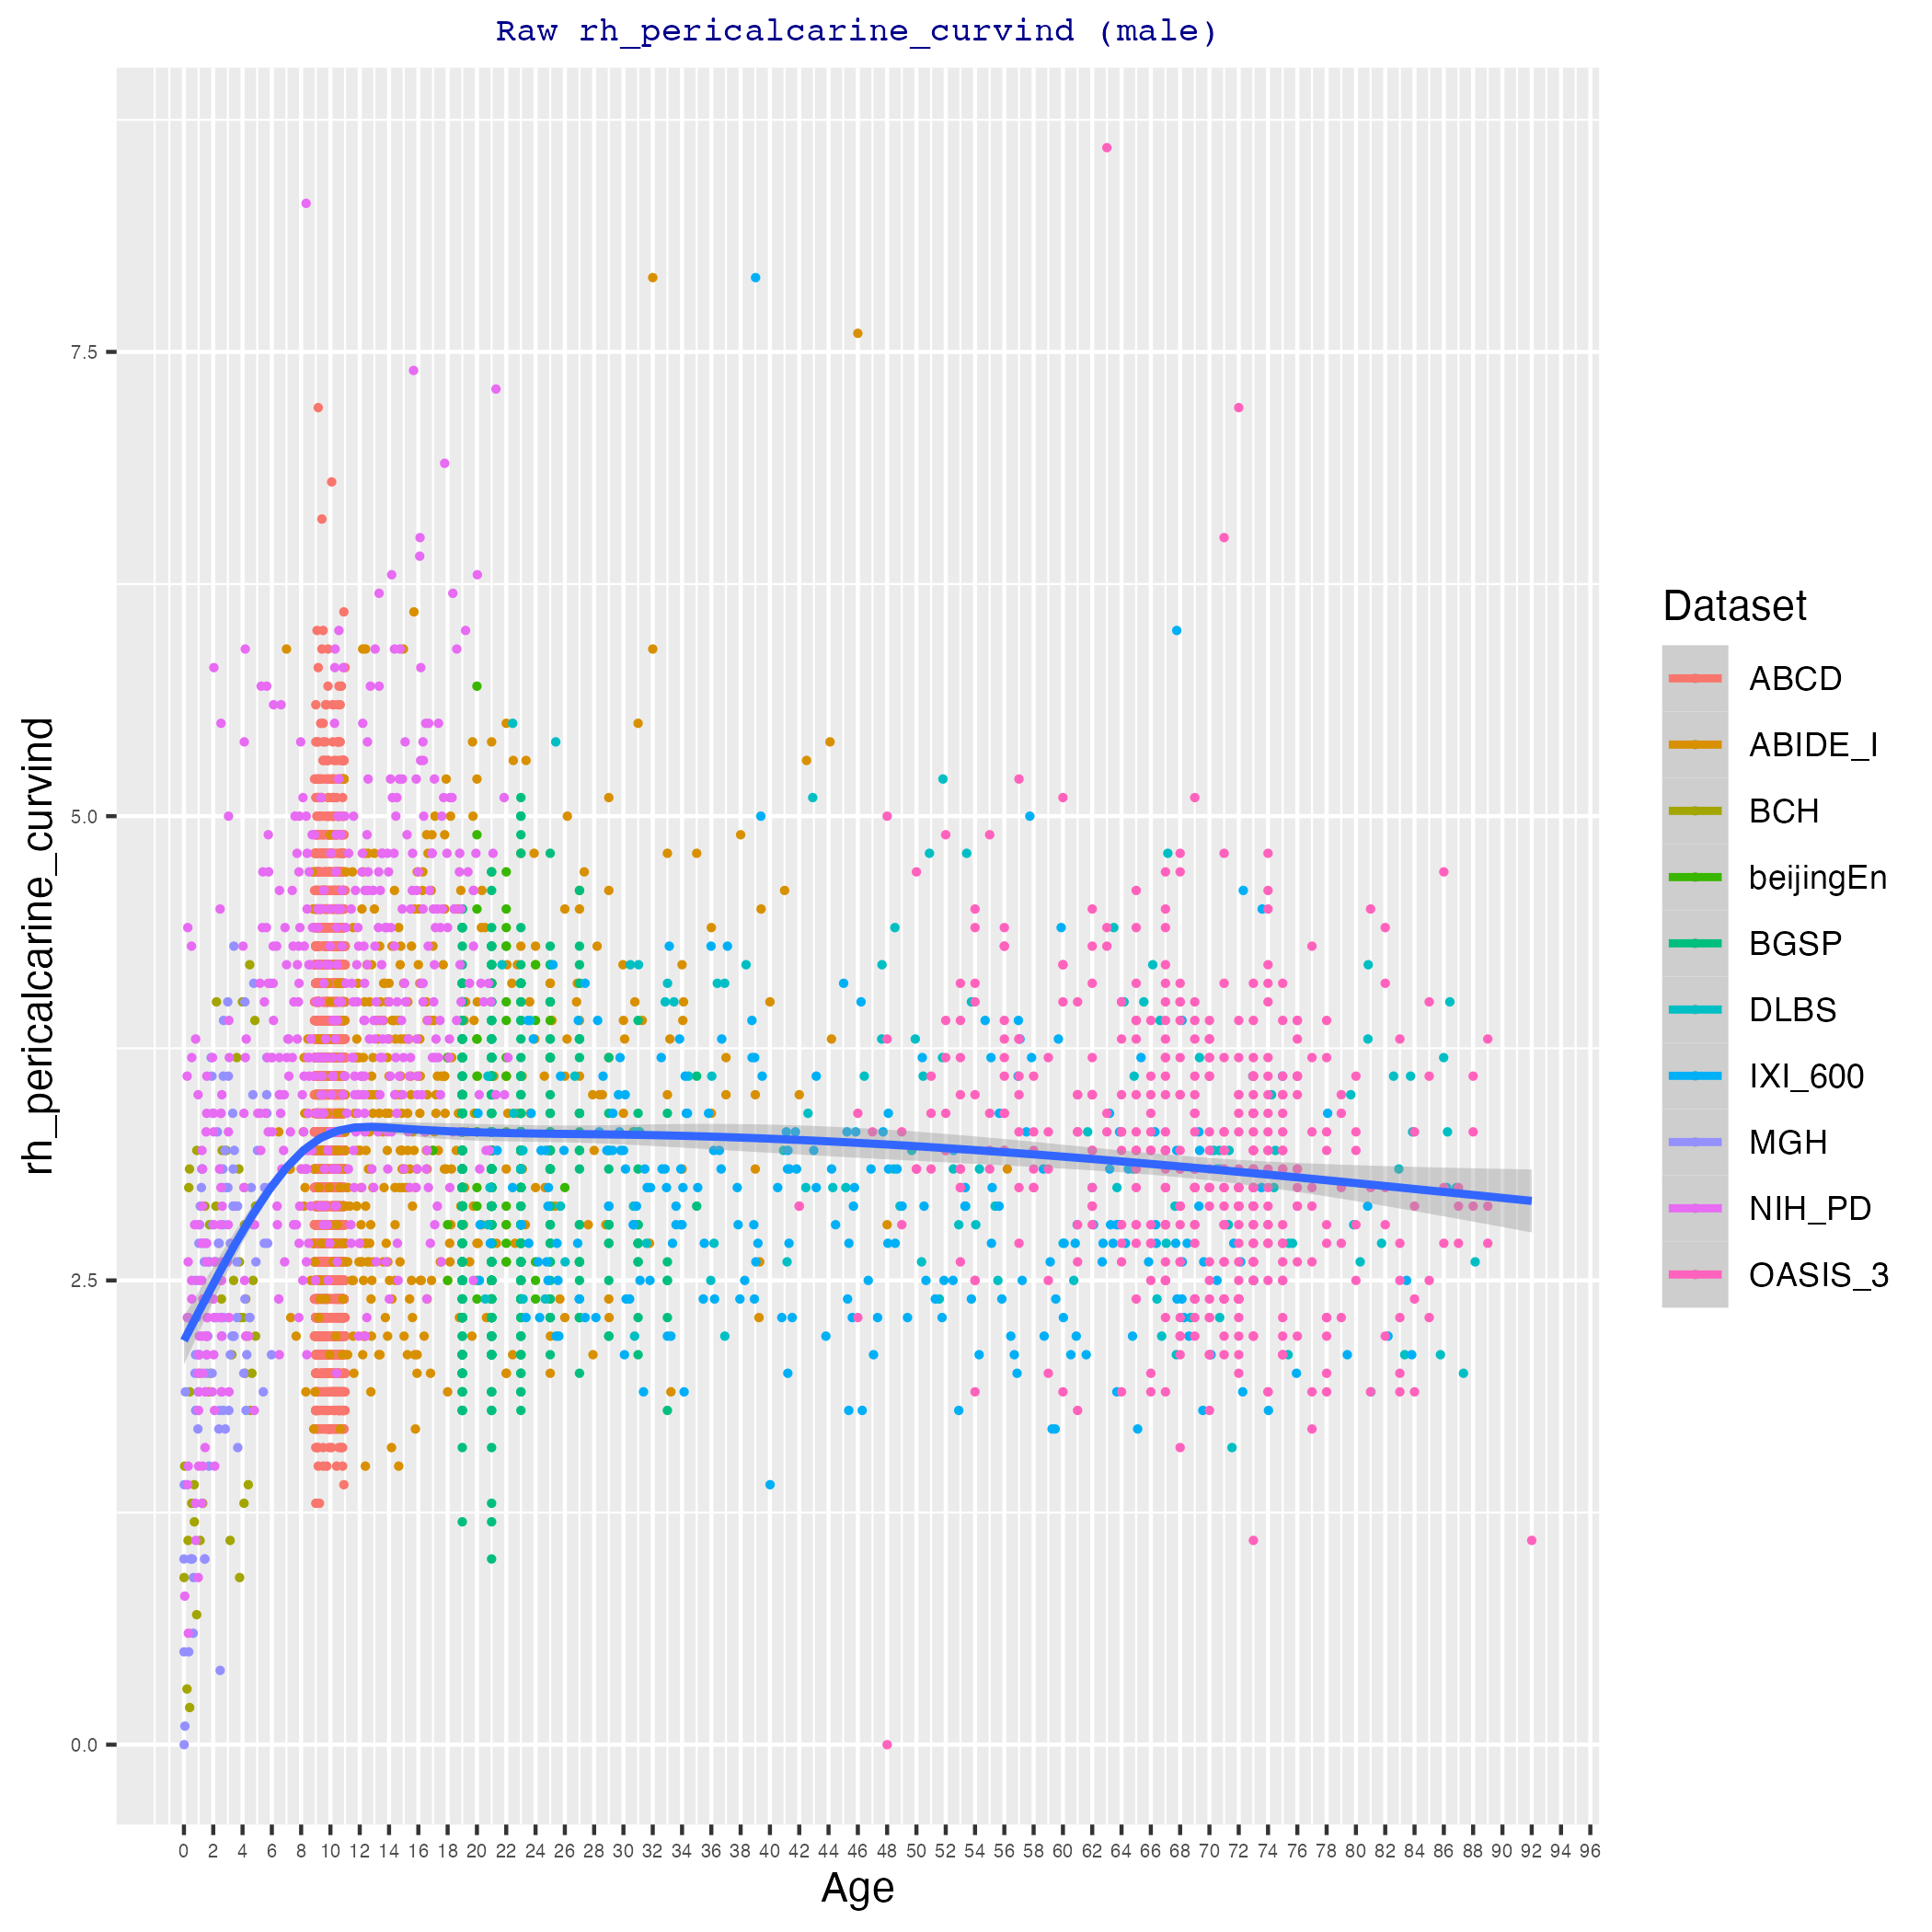 Raw rh_pericalcarine_curvind (male)
rh_pericalcarine_curvind
7.5
5.0
2.5
0.0
0 2 4 6 8 10 12 14 16 18 20 22 24 26 28 30 32 34 36 38 40 42 44 46 48 50 52 54 56 58 60 62 64 66 68 70 72 74 76 78 80 82 84 86 88 90 92 94 96
Age
Dataset
ABCD
ABIDE_I
BCH
beijingEn
BGSP
DLBS
IXI_600
MGH
NIH_PD
OASIS_3